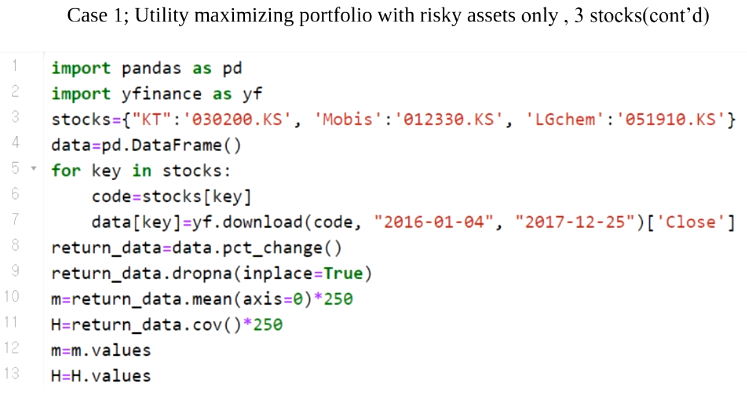 Case 1; Utility maximizing portfolio with risky assets only , 3 stocks(cont'd)
1 import pandas as pd
2 import yfinance as yf
3 stocks={"KT":'030200.KS', 'Mobis':'012330.KS', 'LGchem':'051910.KS'}
4 data=pd.DataFrame()
5 for key in stocks:
6     code=stocks[key]
7     data[key]=yf.download(code, "2016-01-04", "2017-12-25")['Close']
8 return_data=data.pct_change()
9 return_data.dropna(inplace=True)
10 m=return_data.mean(axis=0)*250
11 H=return_data.cov()*250
12 m=m.values
13 H=H.values